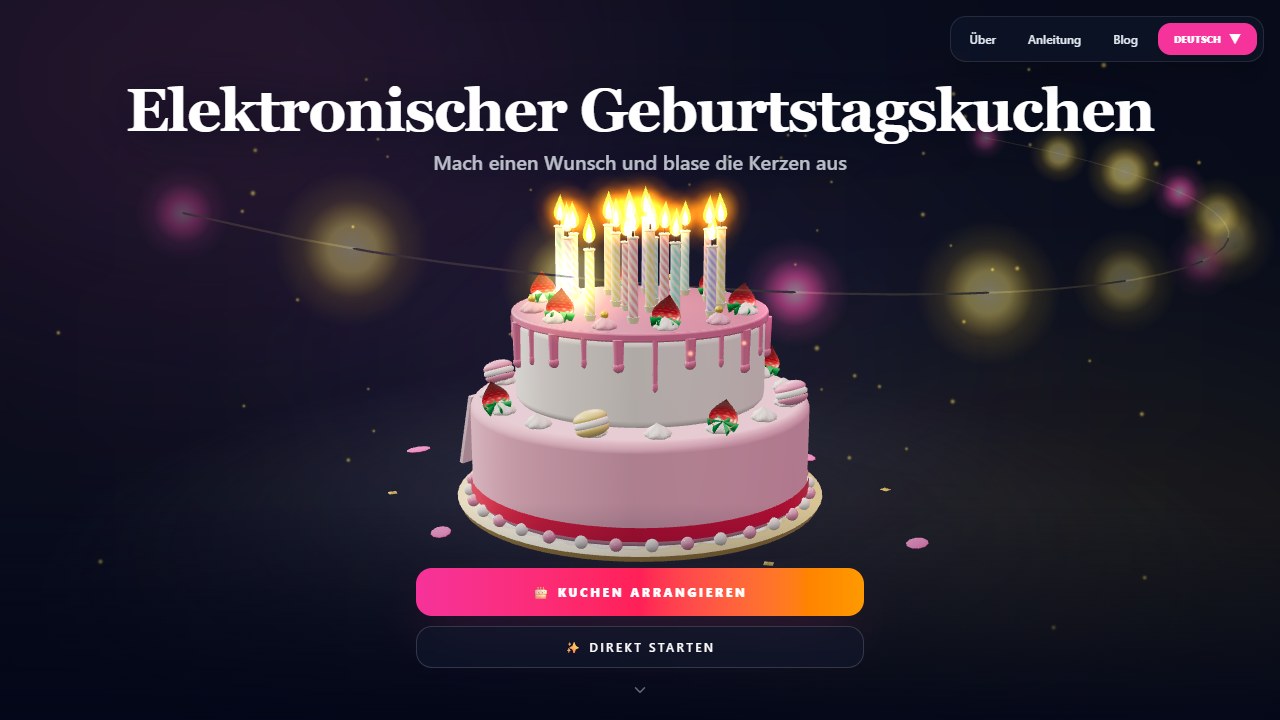 Über
Anleitung
Blog
DEUTSCH ▼
Elektronischer Geburtstagskuchen
Mach einen Wunsch und blase die Kerzen aus
🎂 KUCHEN ARRANGIEREN
✨ DIREKT STARTEN